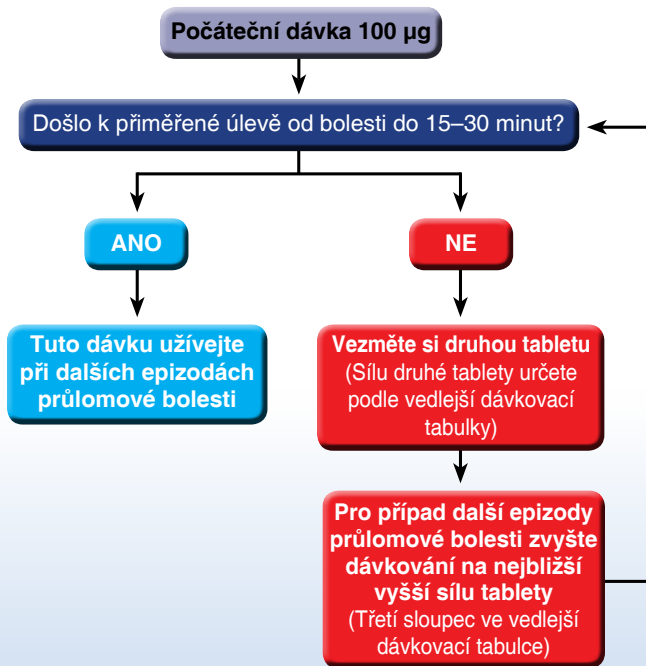 Počáteční dávka 100 µg
Došlo k přiměřené úlevě od bolesti do 15–30 minut?
ANO
NE
Tuto dávku užívejte
při dalších epizodách
průlomové bolesti
Vezměte si druhou tabletu
(Sílu druhé tablety určete
podle vedlejší dávkovací
tabulky)
Pro případ další epizody
průlomové bolesti zvyšte
dávkování na nejbližší
vyšší sílu tablety
(Třetí sloupec ve vedlejší
dávkovací tabulce)